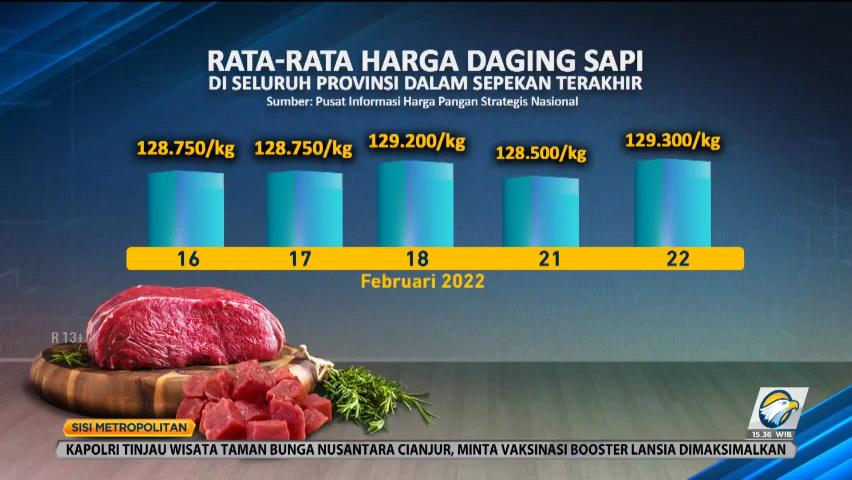 RATA-RATA HARGA DAGING SAPI
DI SELURUH PROVINSI DALAM SEPEKAN TERAKHIR
Sumber: Pusat Informasi Harga Pangan Strategis Nasional
128.750/kg 128.750/kg 129.200/kg 128.500/kg 129.300/kg
16 17 18 21 22
Februari 2022
R 13+
SISI METROPOLITAN
15.36 WIB
KAPOLRI TINJAU WISATA TAMAN BUNGA NUSANTARA CIANJUR, MINTA VAKSINASI BOOSTER LANSIA DIMAKSIMALKAN